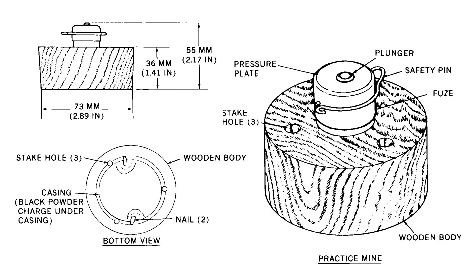 55 MM
(2.17 IN)
36 MM
(1.41 IN)
73 MM
(2.89 IN)
PLUNGER
PRESSURE
PLATE
SAFETY PIN
FUZE
STAKE
HOLE (3)
STAKE HOLE (3)
WOODEN BODY
CASING
(BLACK POWDER
CHARGE UNDER
CASING)
NAIL (2)
BOTTOM VIEW
WOODEN BODY
PRACTICE MINE